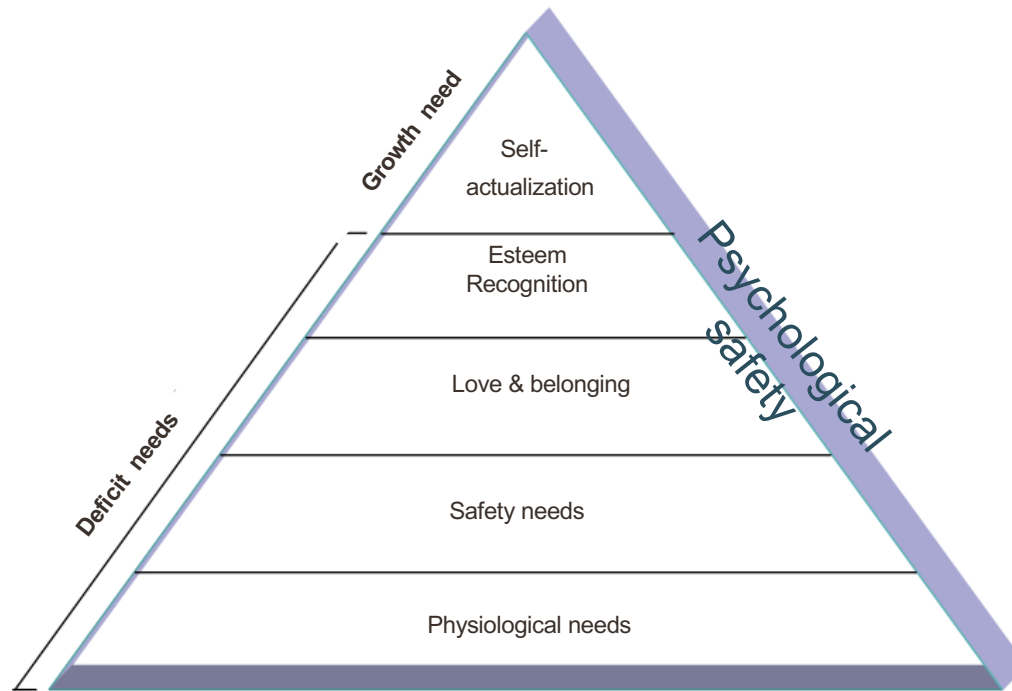 Growth need
Self-
actualization
Esteem
Recognition
Psychological
safety
Love & belonging
Deficit needs
Safety needs
Physiological needs